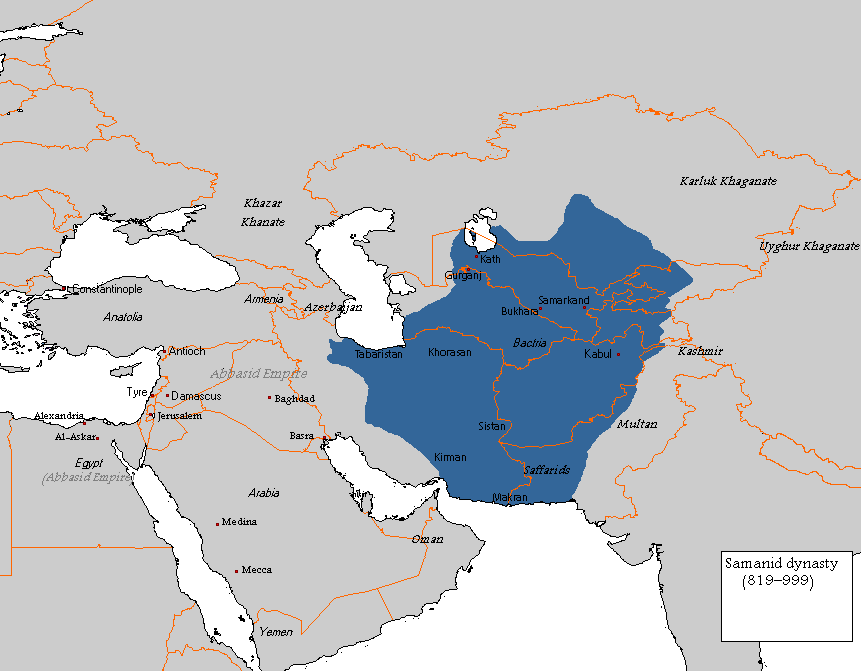 Karluk Khaganate
Khazar
Khanate
Uyghur Khaganate
Kath
Gurganj
Constantinople
Armenia
Azerbaijan
Samarkand
Bukhara
Anatolia
Bactria
Antioch
Tabaristan
Khorasan
Kabul
Kashmir
Abbasid Empire
Tyre
Damascus
Baghdad
Alexandria
Jerusalem
Sistan
Multan
Al-Askar
Basra
Egypt
(Abbasid Empire)
Kirman
Saffarids
Arabia
Makran
Medina
Oman
Mecca
Yemen
Samanid dynasty
(819–999)